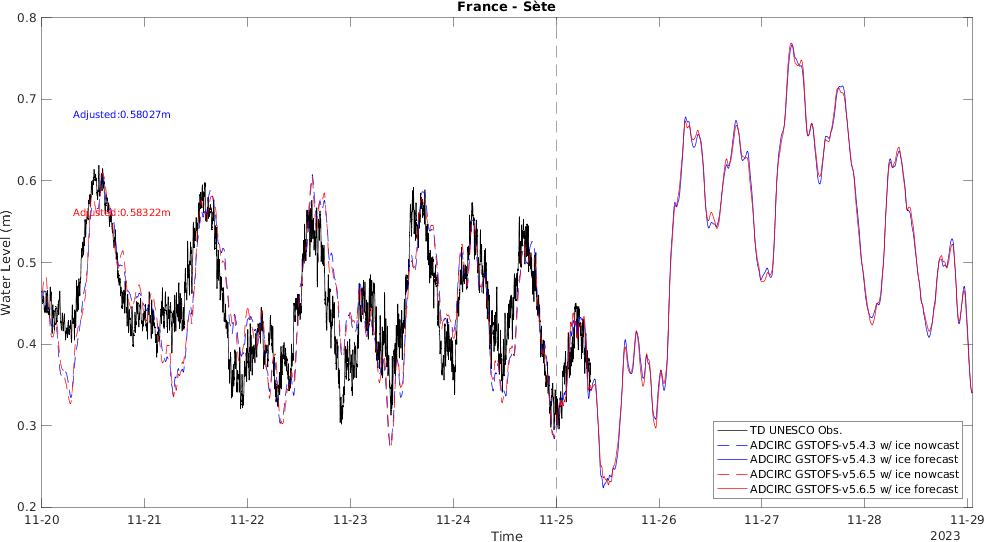 France - Sète
Water Level (m)
0.8
0.7
0.6
0.5
0.4
0.3
0.2
Adjusted:0.58027m
Adjusted:0.58322m
TD UNESCO Obs.
ADCIRC GSTOFS-v5.4.3 w/ ice nowcast
ADCIRC GSTOFS-v5.4.3 w/ ice forecast
ADCIRC GSTOFS-v5.6.5 w/ ice nowcast
ADCIRC GSTOFS-v5.6.5 w/ ice forecast
11-20 11-21 11-22 11-23 11-24 11-25 11-26 11-27 11-28 11-29
Time
2023